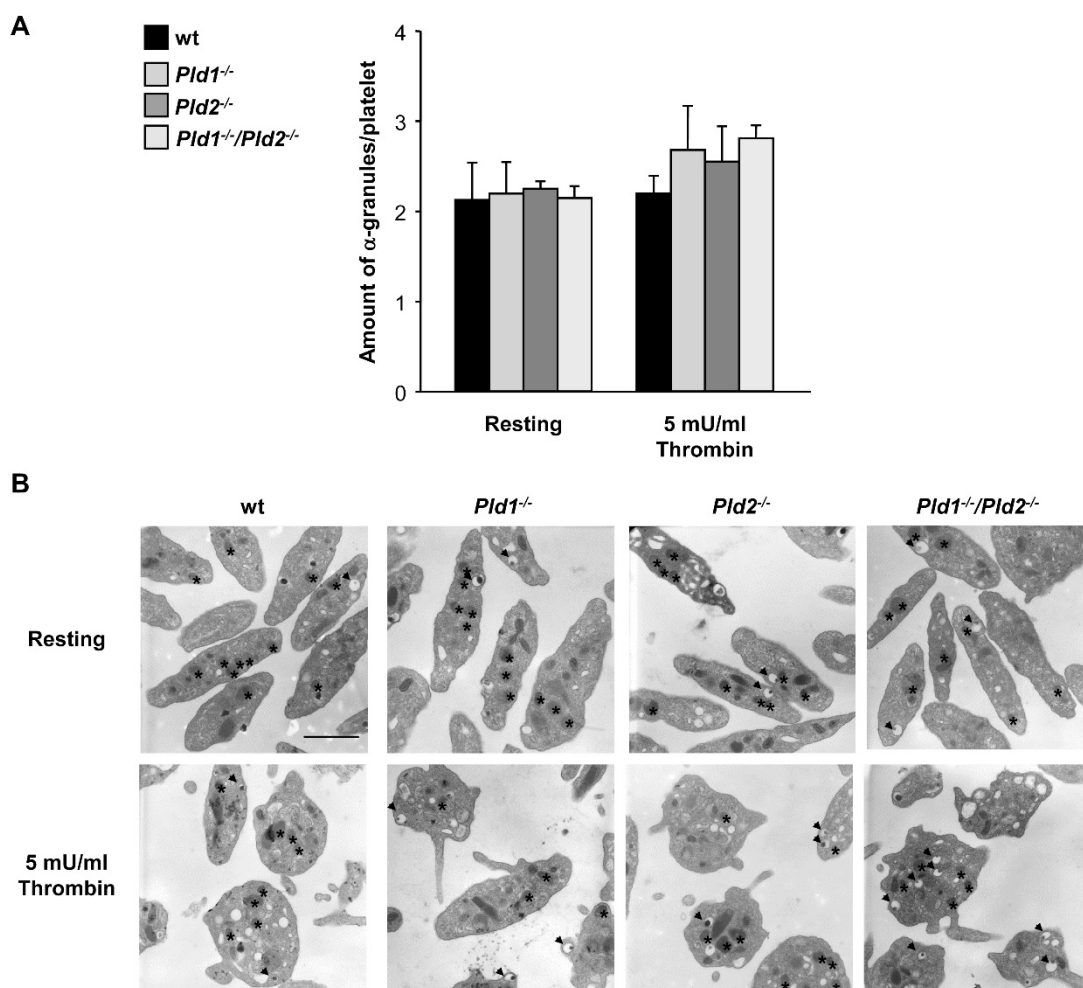 A
wt
Pld1-/-
Pld2-/-
Pld1-/-/Pld2-/-
Amount of α-granules/platelet
4
3
2
1
0
Resting
5 mU/ml
Thrombin
B
wt
Pld1-/-
Pld2-/-
Pld1-/-/Pld2-/-
Resting
5 mU/ml
Thrombin